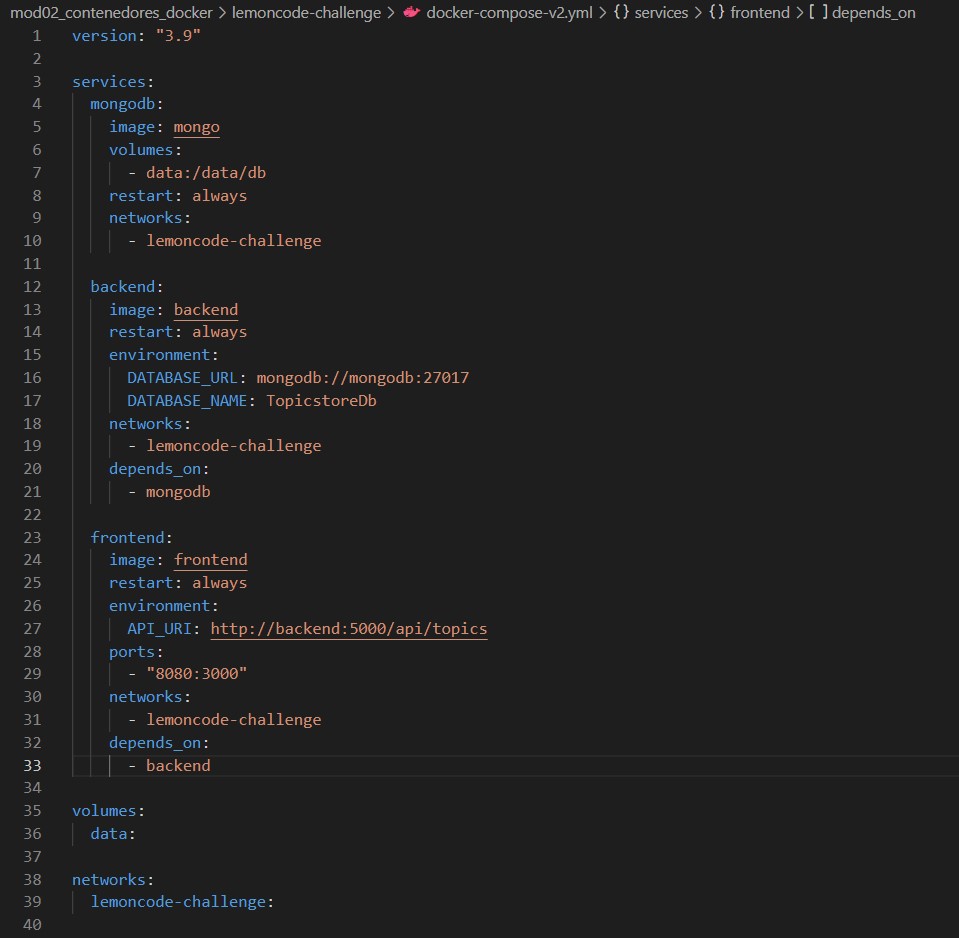 mod02_contenedores_docker > lemoncode-challenge > docker-compose-v2.yml > {} services > {} frontend > [ ] depends_on
1 version: "3.9"
2
3 services:
4   mongodb:
5     image: mongo
6     volumes:
7       - data:/data/db
8     restart: always
9     networks:
10       - lemoncode-challenge
11
12   backend:
13     image: backend
14     restart: always
15     environment:
16       DATABASE_URL: mongodb://mongodb:27017
17       DATABASE_NAME: TopicstoreDb
18     networks:
19       - lemoncode-challenge
20     depends_on:
21       - mongodb
22
23   frontend:
24     image: frontend
25     restart: always
26     environment:
27       API_URI: http://backend:5000/api/topics
28     ports:
29       - "8080:3000"
30     networks:
31       - lemoncode-challenge
32     depends_on:
33       - backend
34
35 volumes:
36   data:
37
38 networks:
39   lemoncode-challenge:
40